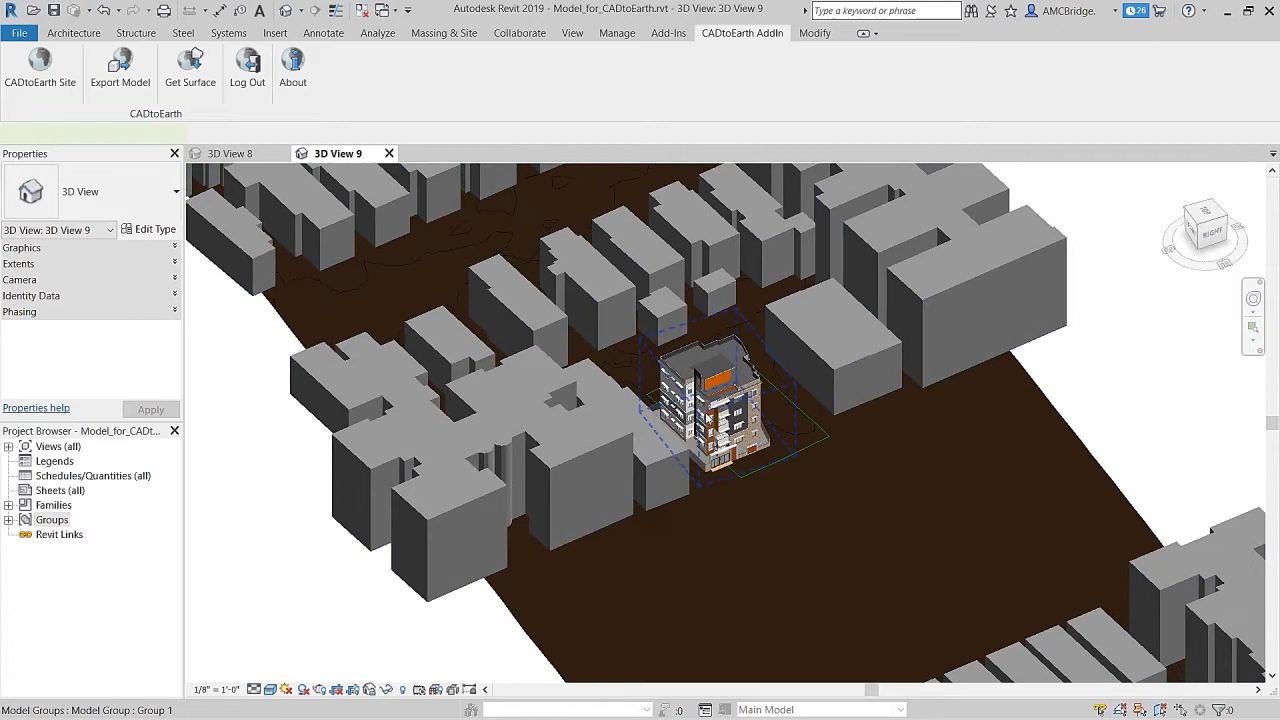 Autodesk Revit 2019 - Model_for_CADtoEarth.rvt - 3D View: 3D View 9
Type a keyword or phrase
AMCBridge.
26
File
Architecture
Structure
Steel
Systems
Insert
Annotate
Analyze
Massing & Site
Collaborate
View
Manage
Add-Ins
CADtoEarth AddIn
Modify
CADtoEarth Site
Export Model
Get Surface
Log Out
About
CADtoEarth
Properties
3D View 8
3D View 9
3D View
3D View: 3D View 9
Edit Type
Graphics
Extents
Camera
Identity Data
Phasing
TOP
RIGHT
Properties help
Apply
Project Browser - Model_for_CADt...
Views (all)
Legends
Schedules/Quantities (all)
Sheets (all)
Families
Groups
Revit Links
1/8" = 1'-0"
Model Groups : Model Group : Group 1
:0
Main Model
:0